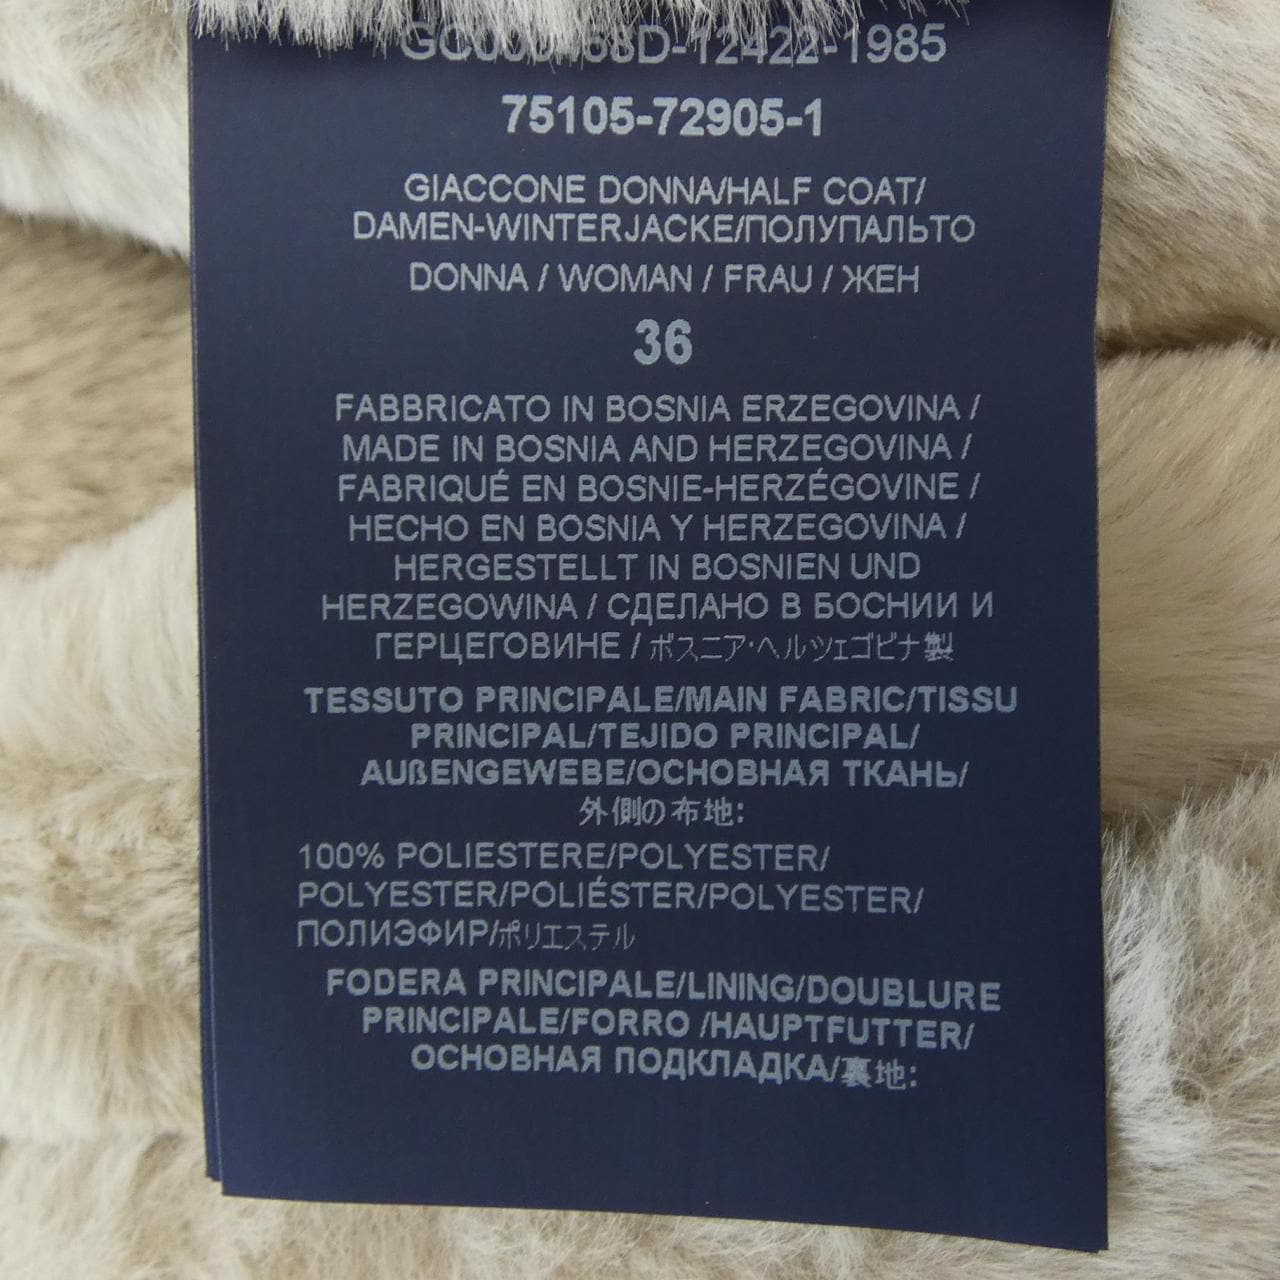 75105-72905-1
GIACCONE DONNA/HALF COAT/
DAMEN-WINTERJACKE/ПОЛУПАЛЬТО
DONNA / WOMAN / FRAU / ЖЕН
36
FABBRICATO IN BOSNIA ERZEGOVINA /
MADE IN BOSNIA AND HERZEGOVINA /
FABRIQUÉ EN BOSNIE-HERZÉGOVINE /
HECHO EN BOSNIA Y HERZEGOVINA /
HERGESTELLT IN BOSNIEN UND
HERZEGOWINA / СДЕЛАНО В БОСНИИ И
ГЕРЦЕГОВИНЕ / ボスニア・ヘルツェゴビナ製
TESSUTO PRINCIPALE/MAIN FABRIC/TISSU
PRINCIPAL/TEJIDO PRINCIPAL/
AUßENGEWEBE/ОСНОВНАЯ ТКАНЬ/
外側の布地:
100% POLIESTERE/POLYESTER/
POLYESTER/POLIÉSTER/POLYESTER/
ПОЛИЭФИР/ポリエステル
FODERA PRINCIPALE/LINING/DOUBLURE
PRINCIPALE/FORRO /HAUPTFUTTER/
ОСНОВНАЯ ПОДКЛАДКА/裏地: